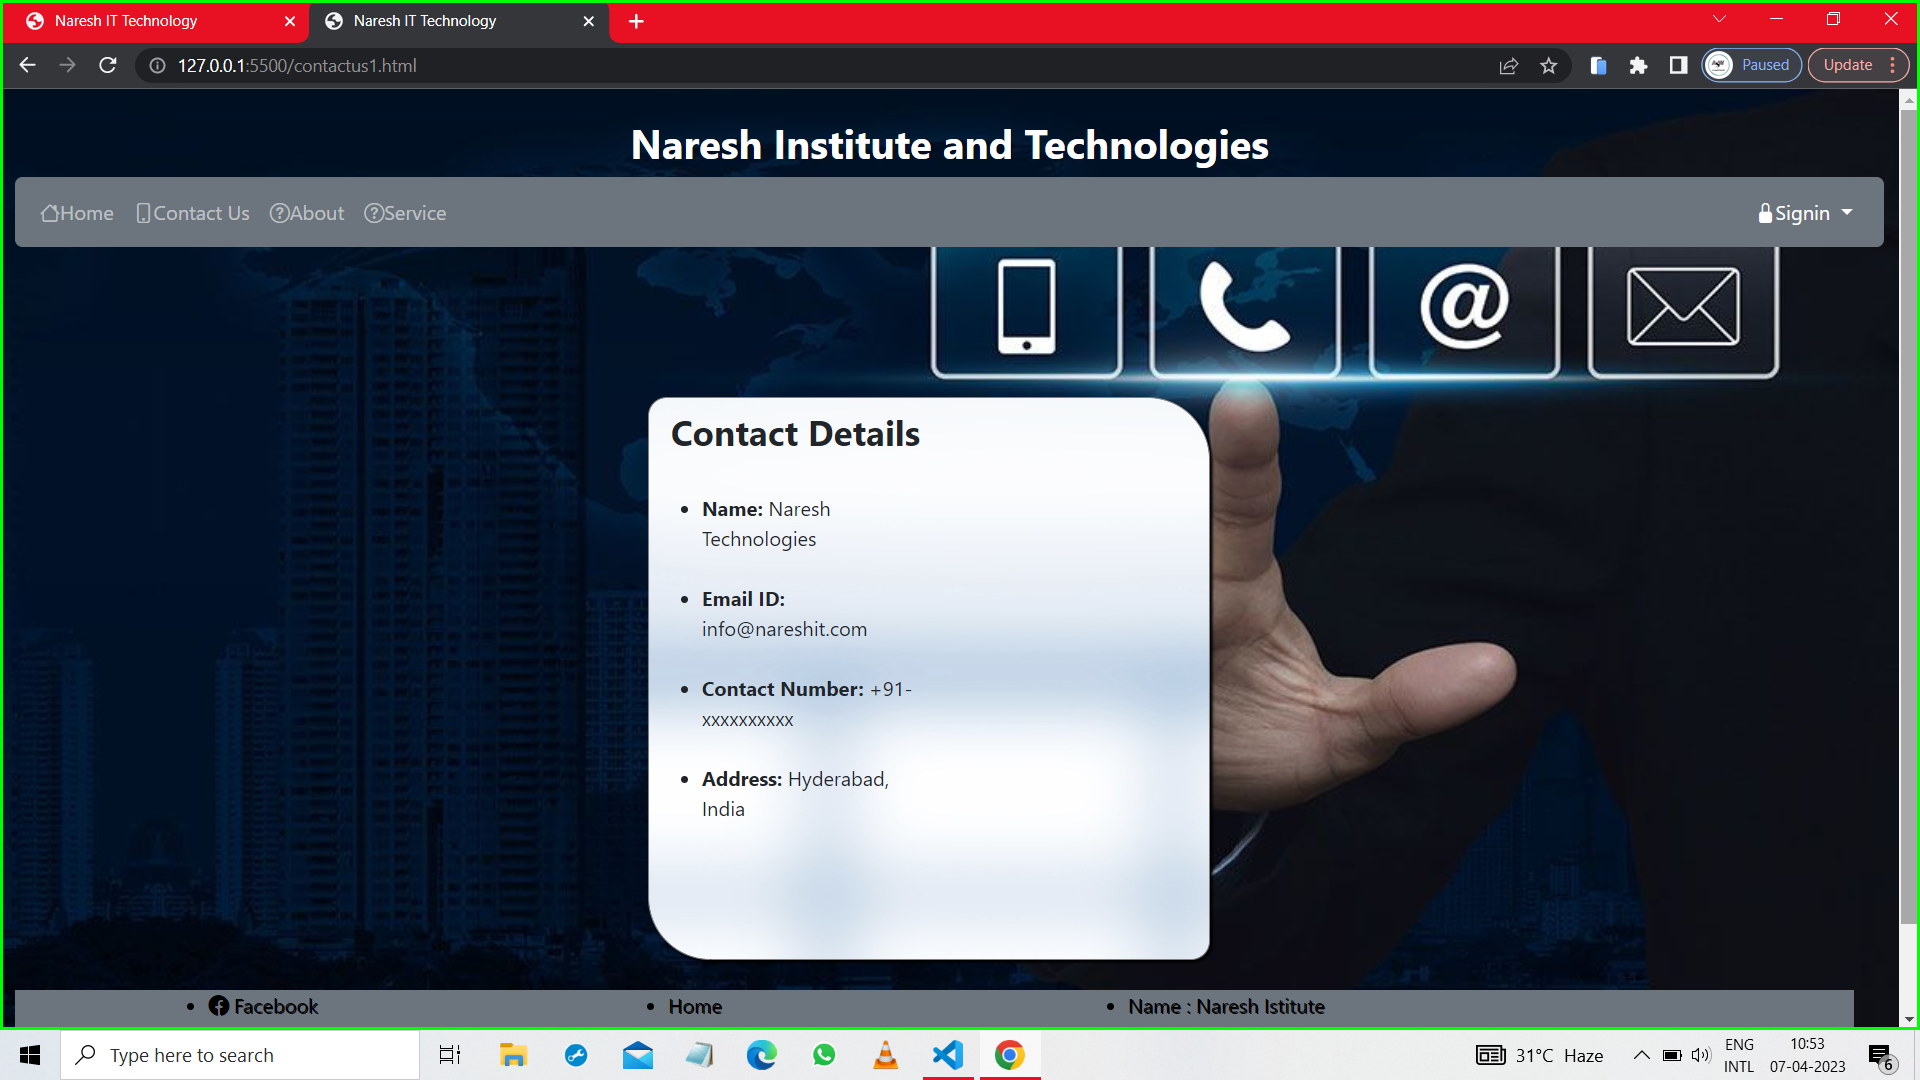 Naresh IT Technology
Naresh IT Technology
127.0.0.1:5500/contactus1.html
Paused
Update
Naresh Institute and Technologies
Home
Contact Us
About
Service
Signin
@
Contact Details
Name: Naresh
Technologies
Email ID:
info@nareshit.com
Contact Number: +91-
xxxxxxxxxx
Address: Hyderabad,
India
Facebook
Home
Name : Naresh Istitute
Type here to search
31°C Haze
ENG
INTL
10:53
07-04-2023
6